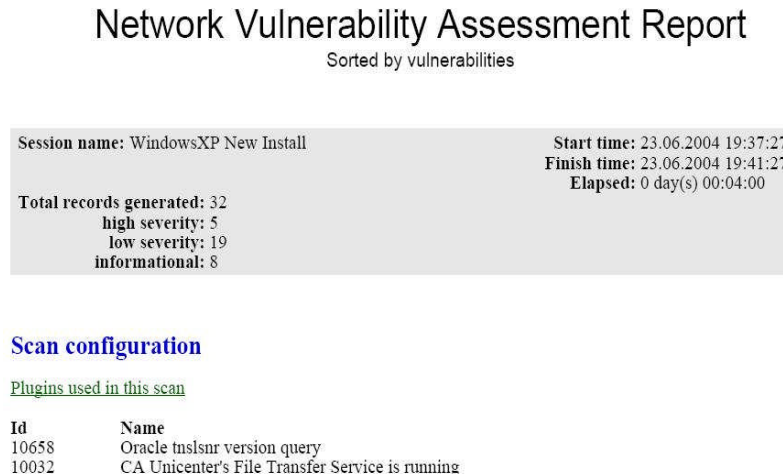 Network Vulnerability Assessment Report
Sorted by vulnerabilities
Session name: WindowsXP New Install
Start time: 23.06.2004 19:37:27
Finish time: 23.06.2004 19:41:27
Elapsed: 0 day(s) 00:04:00
Total records generated: 32
high severity: 5
low severity: 19
informational: 8
Scan configuration
Plugins used in this scan
Id Name
10658 Oracle tnslsnr version query
10032 CA Unicenter's File Transfer Service is running